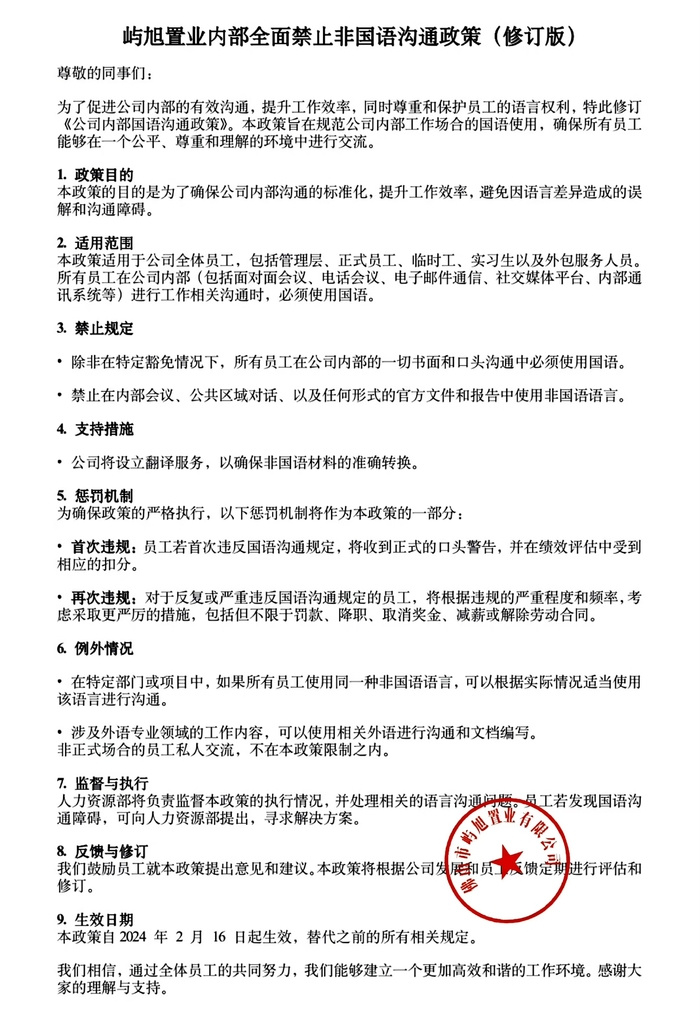 屿旭置业内部全面禁止非国语沟通政策（修订版）
尊敬的同事们：
为了促进公司内部的有效沟通，提升工作效率，同时尊重和保护员工的语言权利，特此修订
《公司内部国语沟通政策》。本政策旨在规范公司内部工作场合的国语使用，确保所有员工
能够在一个公平、尊重和理解的环境中进行交流。
1. 政策目的
本政策的目的是为了确保公司内部沟通的标准化，提升工作效率，避免因语言差异造成的误
解和沟通障碍。
2. 适用范围
本政策适用于公司全体员工，包括管理层、正式员工、临时工、实习生以及外包服务人员。
所有员工在公司内部（包括面对面会议、电话会议、电子邮件通信、社交媒体平台、内部通
讯系统等）进行工作相关沟通时，必须使用国语。
3. 禁止规定
• 除非在特定豁免情况下，所有员工在公司内部的一切书面和口头沟通中必须使用国语。
• 禁止在内部会议、公共区域对话、以及任何形式的官方文件和报告中使用非国语语言。
4. 支持措施
• 公司将设立翻译服务，以确保非国语材料的准确转换。
5. 惩罚机制
为确保政策的严格执行，以下惩罚机制将作为本政策的一部分：
• 首次违规：员工若首次违反国语沟通规定，将收到正式的口头警告，并在绩效评估中受到
相应的扣分。
• 再次违规：对于反复或严重违反国语沟通规定的员工，将根据违规的严重程度和频率，考
虑采取更严厉的措施，包括但不限于罚款、降职、取消奖金、减薪或解除劳动合同。
6. 例外情况
• 在特定部门或项目中，如果所有员工使用同一种非国语语言，可以根据实际情况适当使用
该语言进行沟通。
• 涉及外语专业领域的工作内容，可以使用相关外语进行沟通和文档编写。
非正式场合的员工私人交流，不在本政策限制之内。
7. 监督与执行
人力资源部将负责监督本政策的执行情况，并处理相关的语言沟通问题。员工若发现国语沟
通障碍，可向人力资源部提出，寻求解决方案。
8. 反馈与修订
我们鼓励员工就本政策提出意见和建议。本政策将根据公司发展和员工反馈定期进行评估和
修订。
佛山市屿旭置业有限公司
9. 生效日期
本政策自 2024 年 2 月 16 日起生效，替代之前的所有相关规定。
我们相信，通过全体员工的共同努力，我们能够建立一个更加高效和谐的工作环境。感谢大
家的理解与支持。